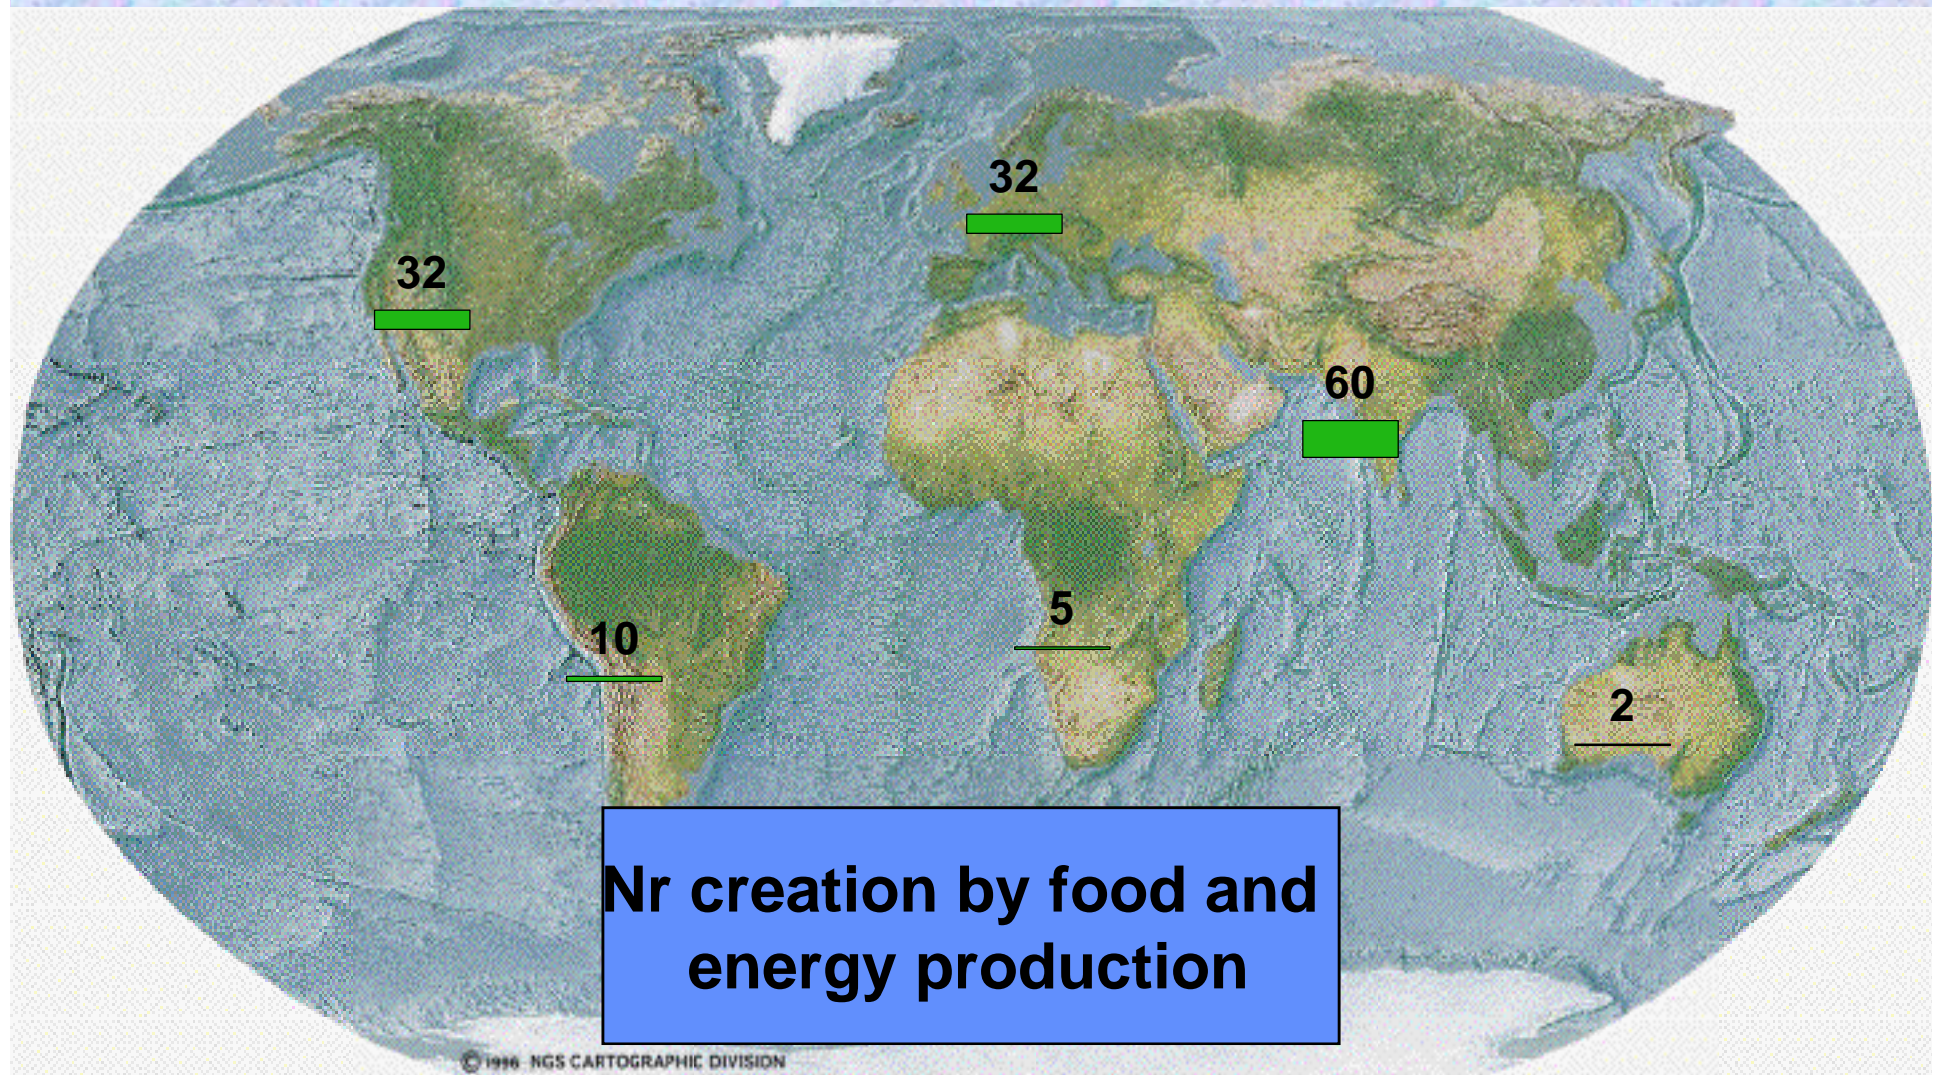 32
32
60
5
10
2
Nr creation by food and
energy production
© 1996 NGS CARTOGRAPHIC DIVISION